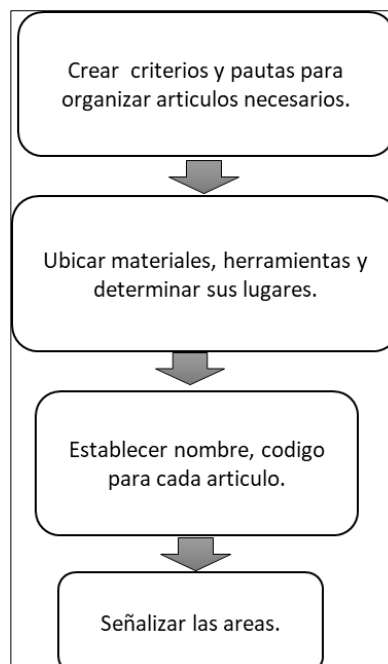 Crear criterios y pautas para
organizar articulos necesarios.
Ubicar materiales, herramientas y
determinar sus lugares.
Establecer nombre, codigo
para cada articulo.
Señalizar las areas.